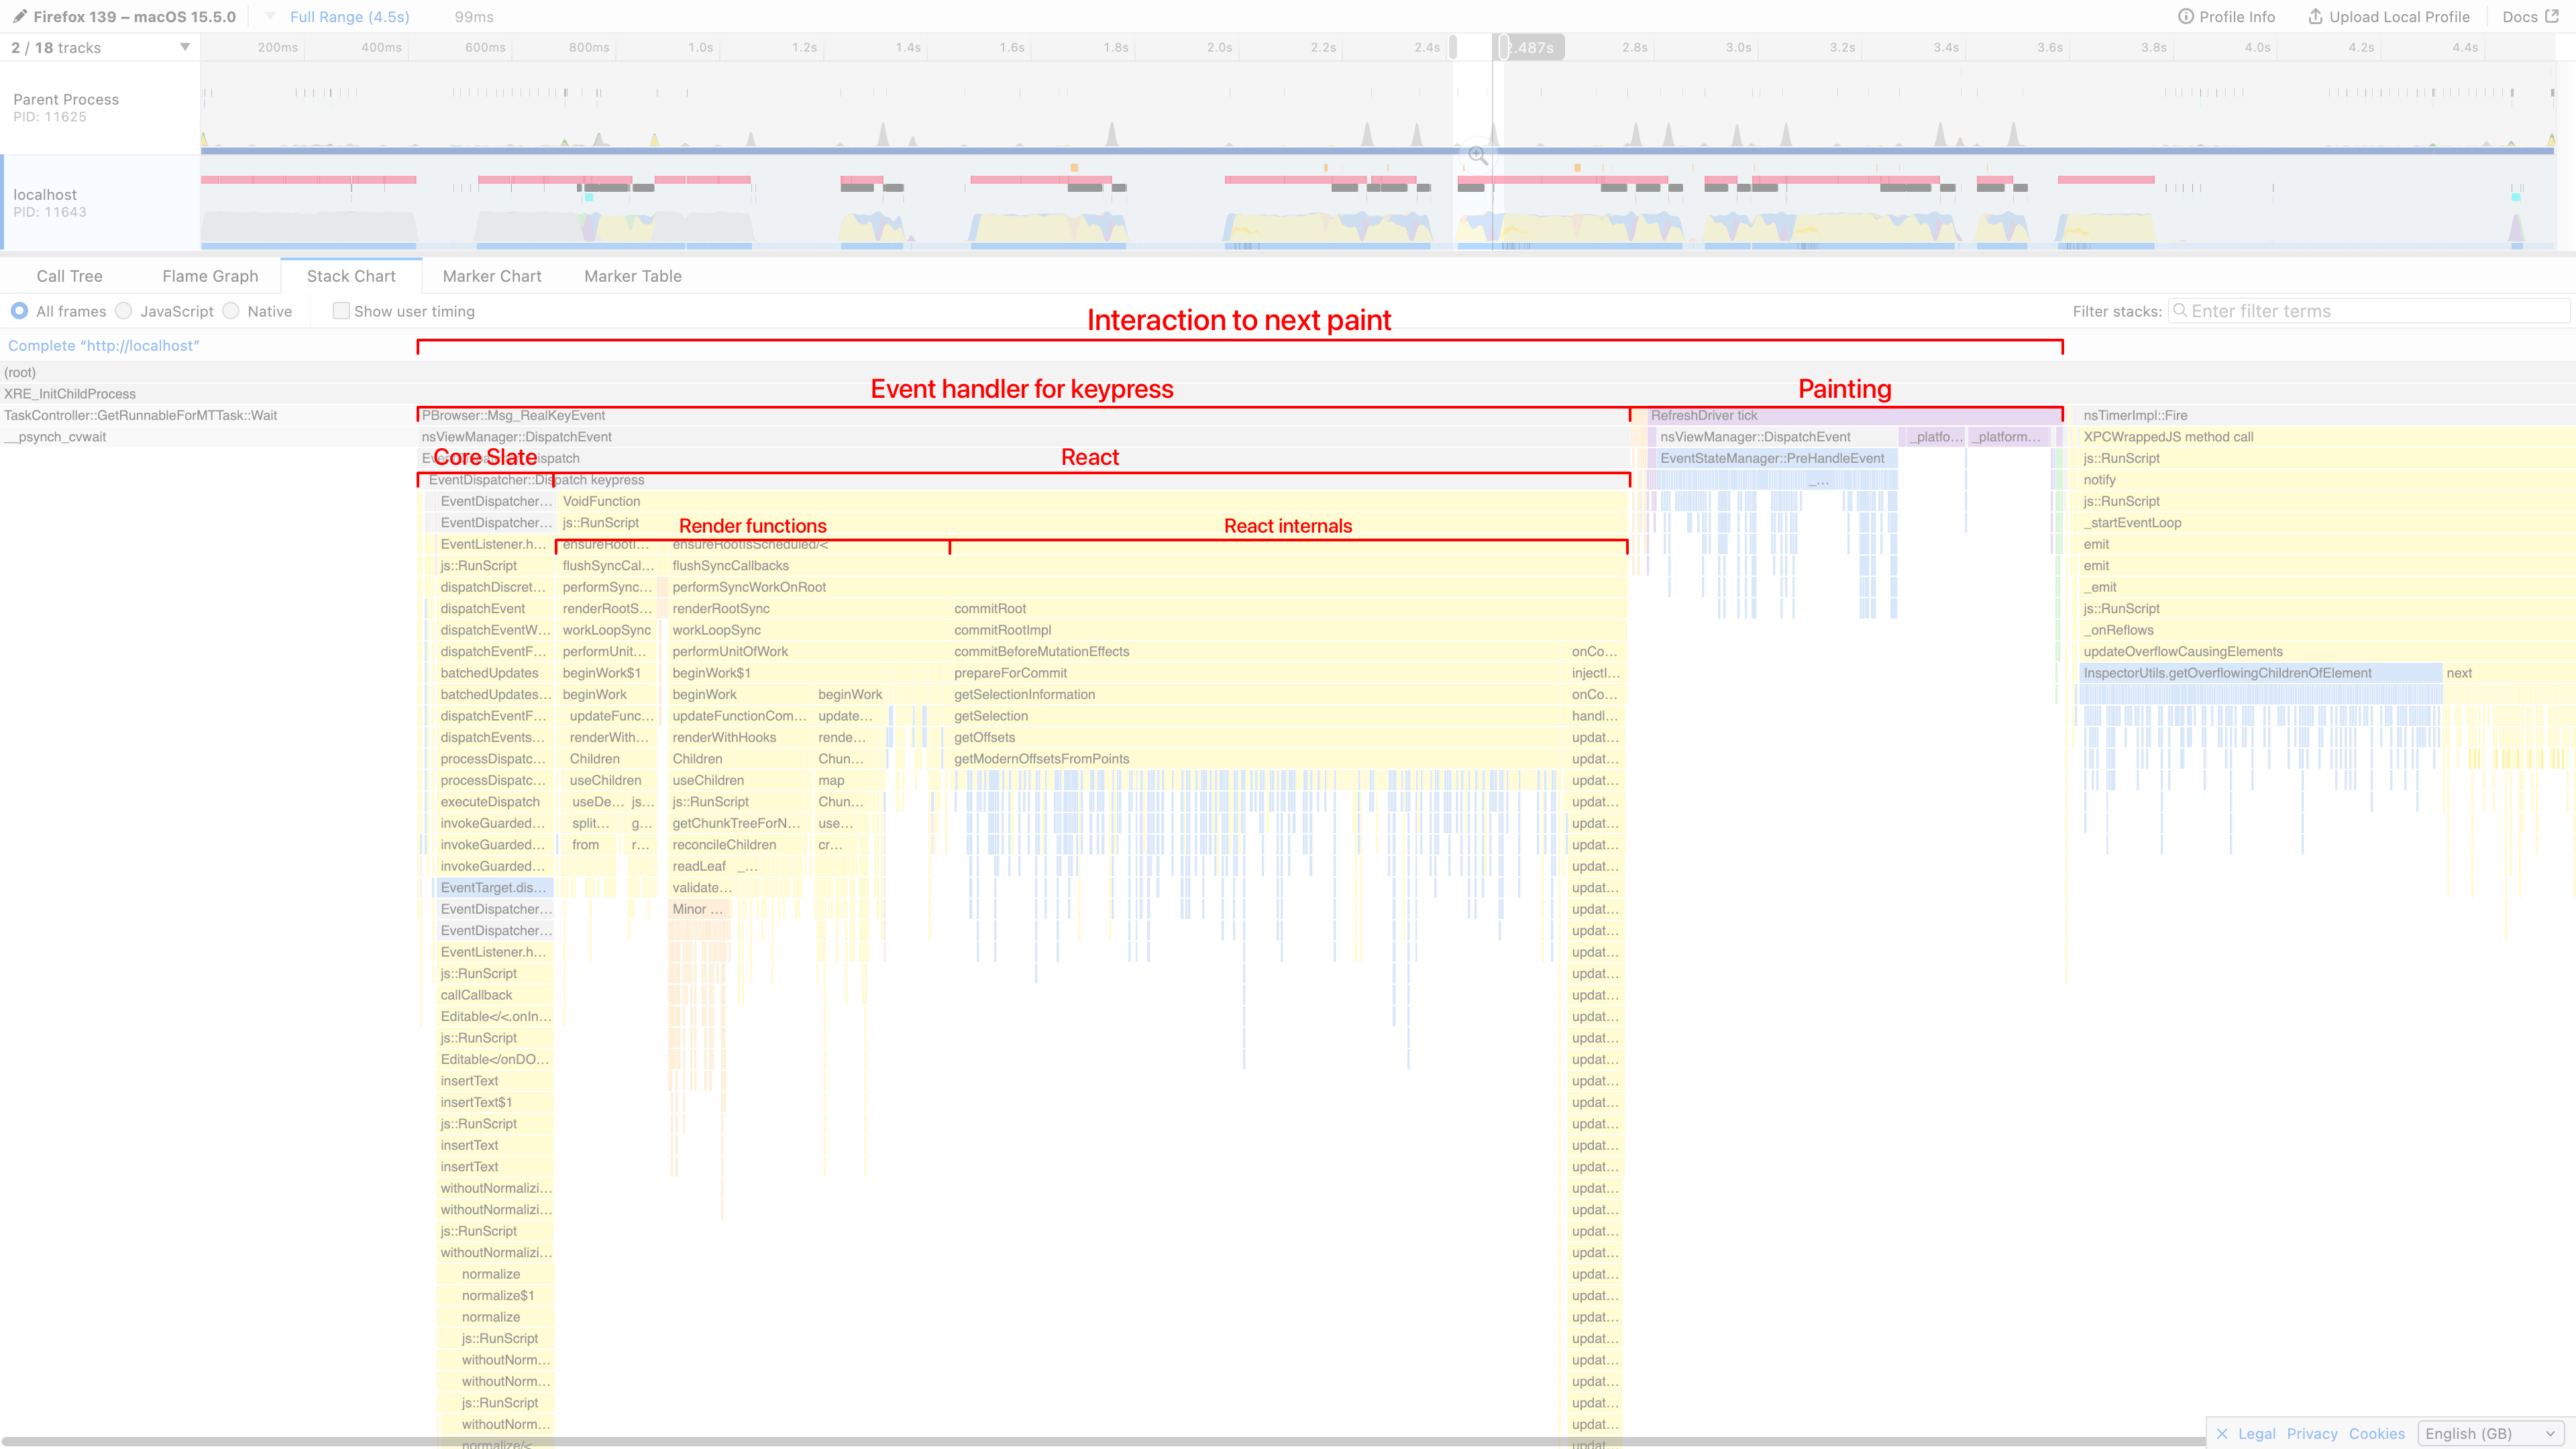 Firefox 139 – macOS 15.5.0
Full Range (4.5s)
99ms
Profile Info
Upload Local Profile
Docs
2 / 18 tracks
200ms 400ms 600ms 800ms 1.0s 1.2s 1.4s 1.6s 1.8s 2.0s 2.2s 2.4s 2.487s 2.8s 3.0s 3.2s 3.4s 3.6s 3.8s 4.0s 4.2s 4.4s
Parent Process
PID: 11625
localhost
PID: 11643
Call Tree Flame Graph Stack Chart Marker Chart Marker Table
All frames JavaScript Native Show user timing
Filter stacks: Enter filter terms
Interaction to next paint
Complete “http://localhost”
(root)
XRE_InitChildProcess
Event handler for keypress Painting
TaskController::GetRunnableForMTTask::Wait PBrowser::Msg_RealKeyEvent RefreshDriver tick nsTimerImpl::Fire
__psynch_cvwait nsViewManager::DispatchEvent nsViewManager::DispatchEvent _platfo... _platform... XPCWrappedJS method call
Core Slate React
EventStateManager::PreHandleEvent js::RunScript
EventDispatcher::Dispatch keypress _... notify
EventDispatcher... VoidFunction js::RunScript
EventDispatcher... js::RunScript _startEventLoop
Render functions React internals
EventListener.h... ensureRootI... ensureRootIsScheduled/< emit
js::RunScript flushSyncCal... flushSyncCallbacks emit
dispatchDiscret... performSync... performSyncWorkOnRoot _emit
dispatchEvent renderRootS... renderRootSync commitRoot js::RunScript
dispatchEventW... workLoopSync workLoopSync commitRootImpl _onReflows
dispatchEventF... performUnit... performUnitOfWork commitBeforeMutationEffects onCo... updateOverflowCausingElements
batchedUpdates beginWork$1 beginWork$1 prepareForCommit injectI... InspectorUtils.getOverflowingChildrenOfElement next
batchedUpdates... beginWork beginWork beginWork getSelectionInformation onCo...
dispatchEventF... updateFunc... updateFunctionCom... update... getSelection handl...
dispatchEvents... renderWith... renderWithHooks rende... getOffsets updat...
processDispatc... Children Children Chun... getModernOffsetsFromPoints updat...
processDispatc... useChildren useChildren map updat...
executeDispatch useDe... js... js::RunScript Chun... updat...
invokeGuarded... split... g... getChunkTreeForN... use... updat...
invokeGuarded... from r... reconcileChildren cr... updat...
invokeGuarded... readLeaf _... updat...
EventTarget.dis... validate... updat...
EventDispatcher... Minor ... updat...
EventDispatcher... updat...
EventListener.h... updat...
js::RunScript updat...
callCallback updat...
Editable</<.onIn... updat...
js::RunScript updat...
Editable</onDO... updat...
insertText updat...
insertText$1 updat...
js::RunScript updat...
insertText updat...
insertText updat...
withoutNormalizi... updat...
withoutNormalizi... updat...
js::RunScript updat...
withoutNormalizi... updat...
normalize updat...
normalize$1 updat...
normalize updat...
js::RunScript updat...
withoutNorm... updat...
withoutNorm... updat...
js::RunScript updat...
withoutNorm... updat...
normalize/< updat...
Legal Privacy Cookies English (GB)